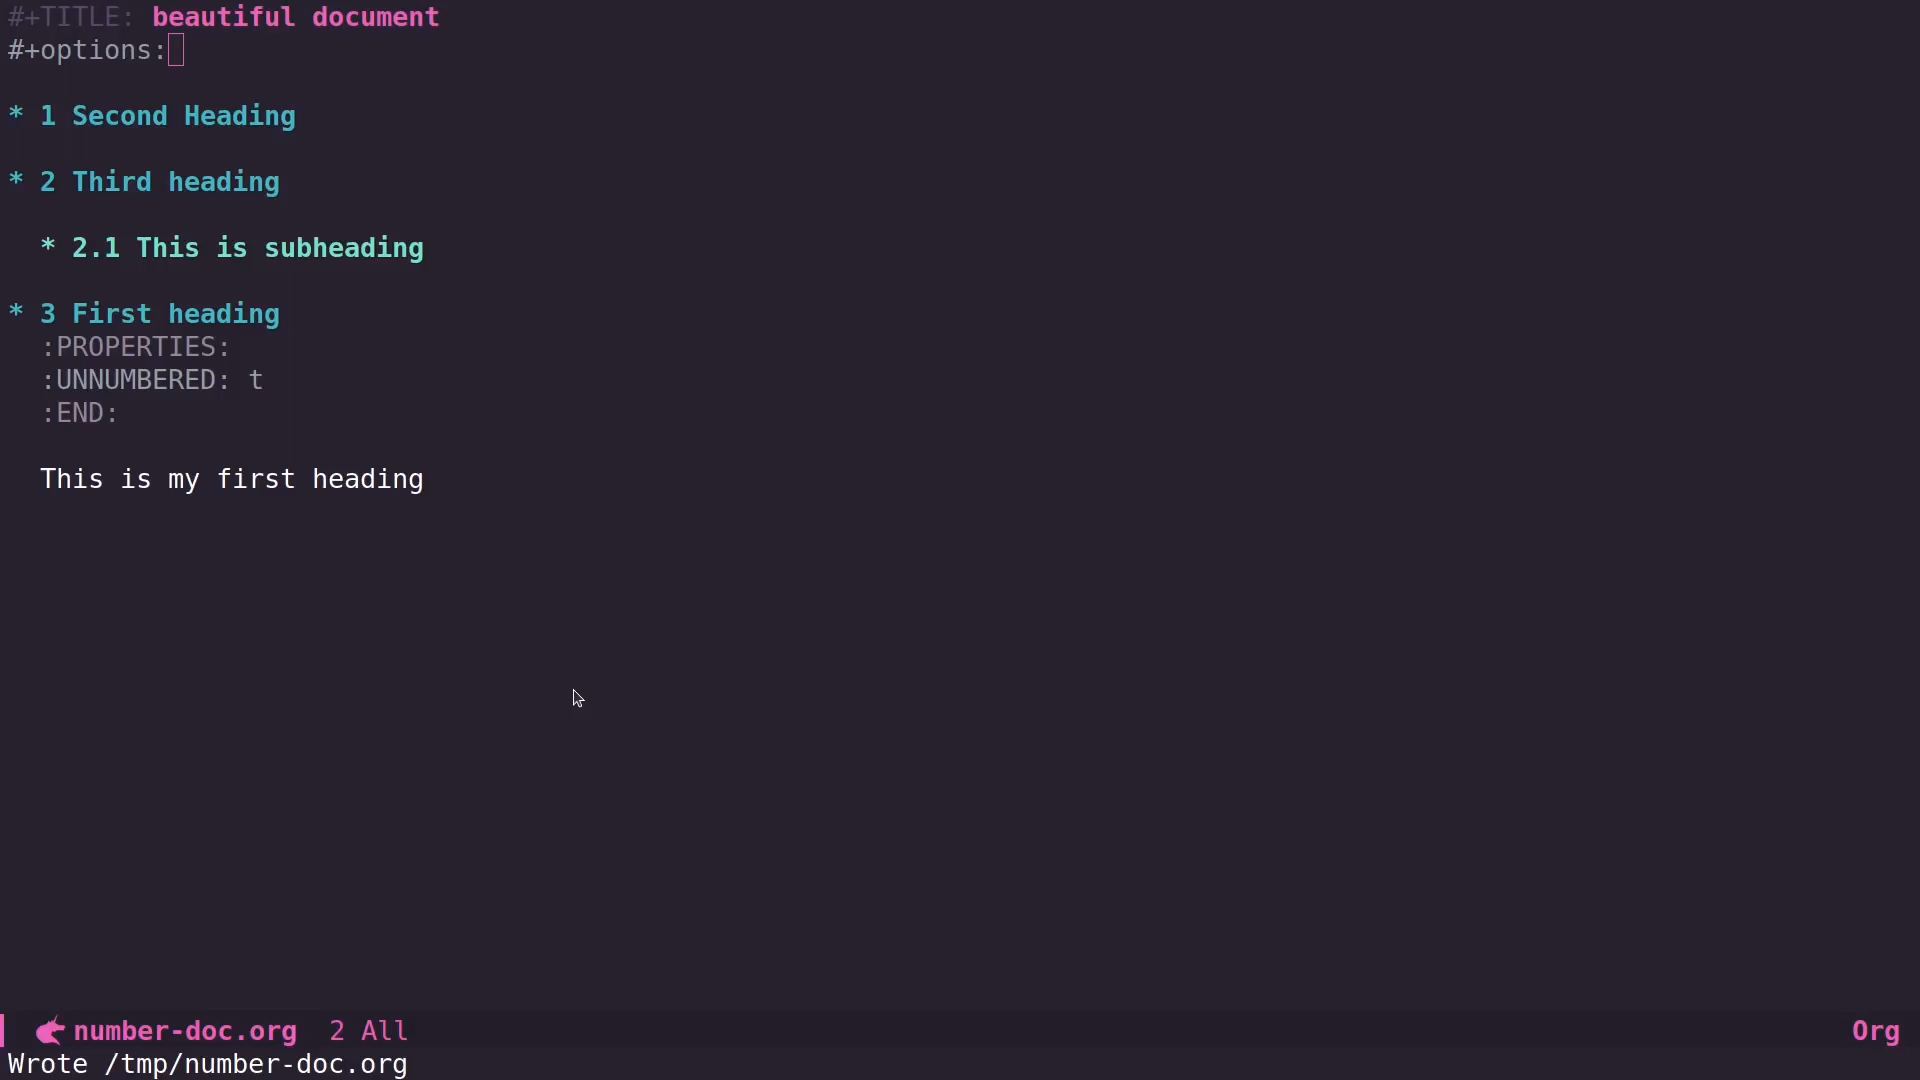 #+TITLE: beautiful document
#+options:
* 1 Second Heading
* 2 Third heading
* 2.1 This is subheading
* 3 First heading
:PROPERTIES:
:UNNUMBERED: t
:END:
This is my first heading
number-doc.org 2 All Org
Wrote /tmp/number-doc.org